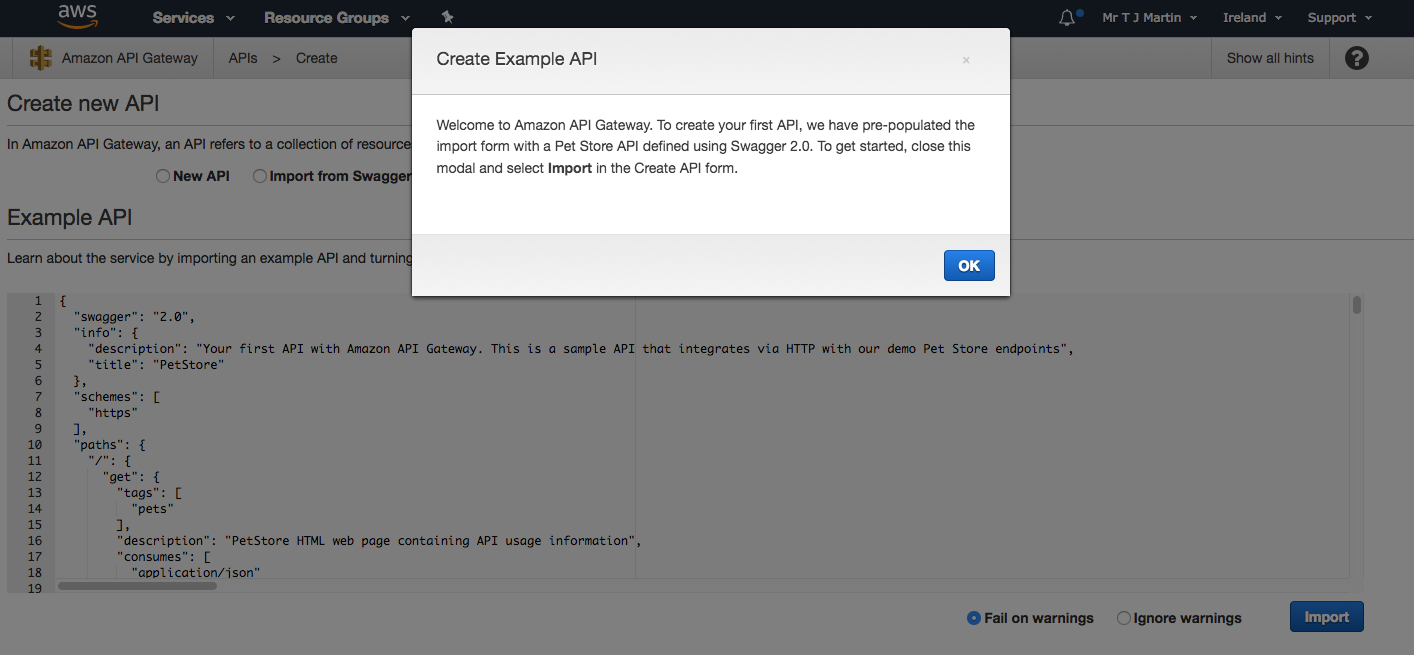 aws Services Resource Groups Mr T J Martin Ireland Support
Amazon API Gateway APIs > Create Show all hints ?
Create Example API ×
Welcome to Amazon API Gateway. To create your first API, we have pre-populated the
import form with a Pet Store API defined using Swagger 2.0. To get started, close this
modal and select Import in the Create API form.
OK
Create new API
In Amazon API Gateway, an API refers to a collection of resource
New API Import from Swagger
Example API
Learn about the service by importing an example API and turning
1 {
2 "swagger": "2.0",
3 "info": {
4 "description": "Your first API with Amazon API Gateway. This is a sample API that integrates via HTTP with our demo Pet Store endpoints",
5 "title": "PetStore"
6 },
7 "schemes": [
8 "https"
9 ],
10 "paths": {
11 "/": {
12 "get": {
13 "tags": [
14 "pets"
15 ],
16 "description": "PetStore HTML web page containing API usage information",
17 "consumes": [
18 "application/json"
19
Fail on warnings Ignore warnings Import